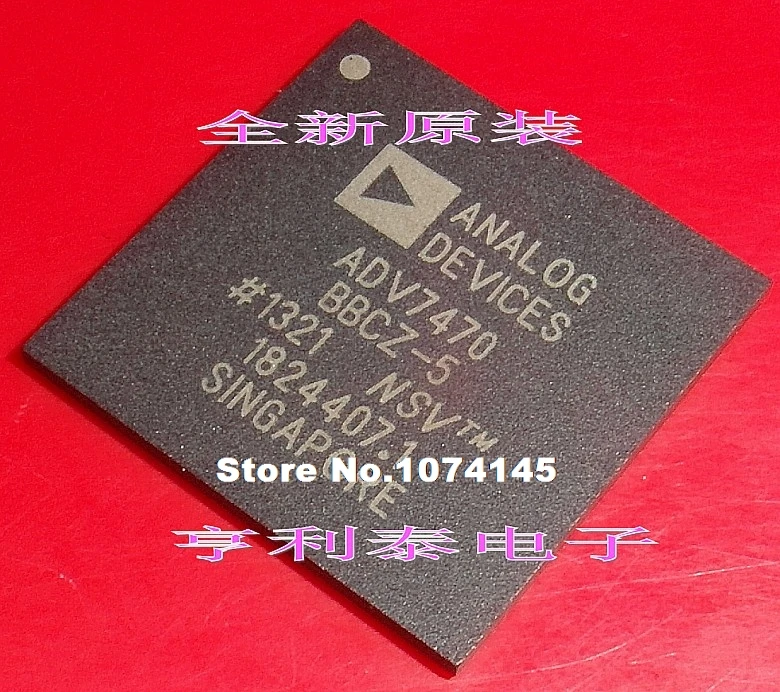 全新原装
ANALOG
DEVICES
ADV7470
BBCZ-5
#1321 NSV™
1824407.1
SINGAPORE
Store No.1074145
亨利泰电子